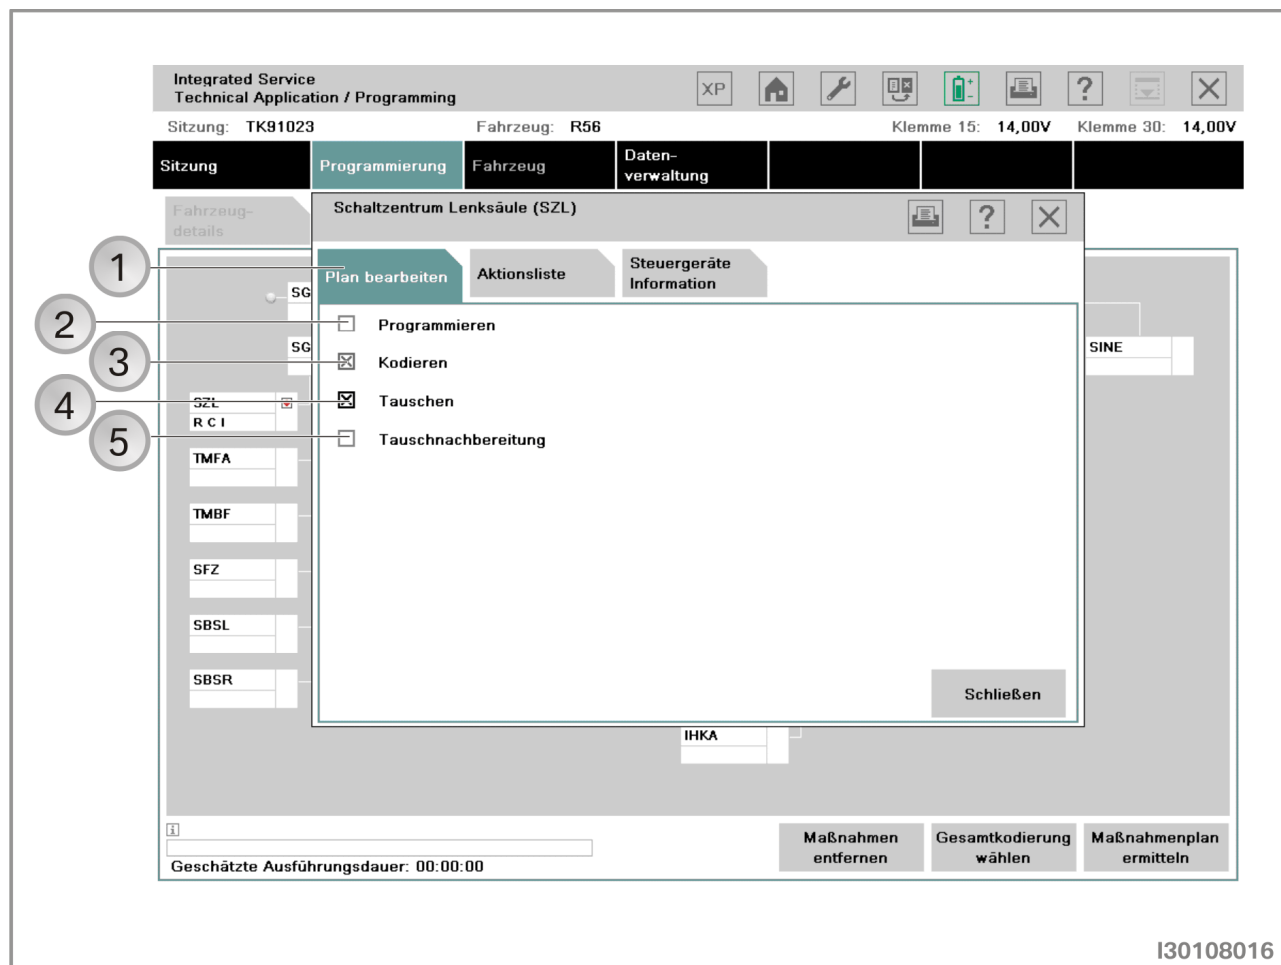 Integrated Service
Technical Application / Programming
XP
Sitzung: TK91023 Fahrzeug: R56 Klemme 15: 14,00V Klemme 30: 14,00V
Sitzung
Programmierung
Fahrzeug
Daten-
verwaltung
Fahrzeug-
details
Schaltzentrum Lenksäule (SZL)
?
1
Plan bearbeiten
Aktionsliste
Steuergeräte
Information
SG
2
Programmieren
SG
SINE
3
Kodieren
4
SZL
R C I
Tauschen
5
Tauschnachbereitung
TMFA
TMBF
SFZ
SBSL
SBSR
Schließen
IHKA
i
Geschätzte Ausführungsdauer: 00:00:00
Maßnahmen
entfernen
Gesamtkodierung
wählen
Maßnahmenplan
ermitteln
I30108016